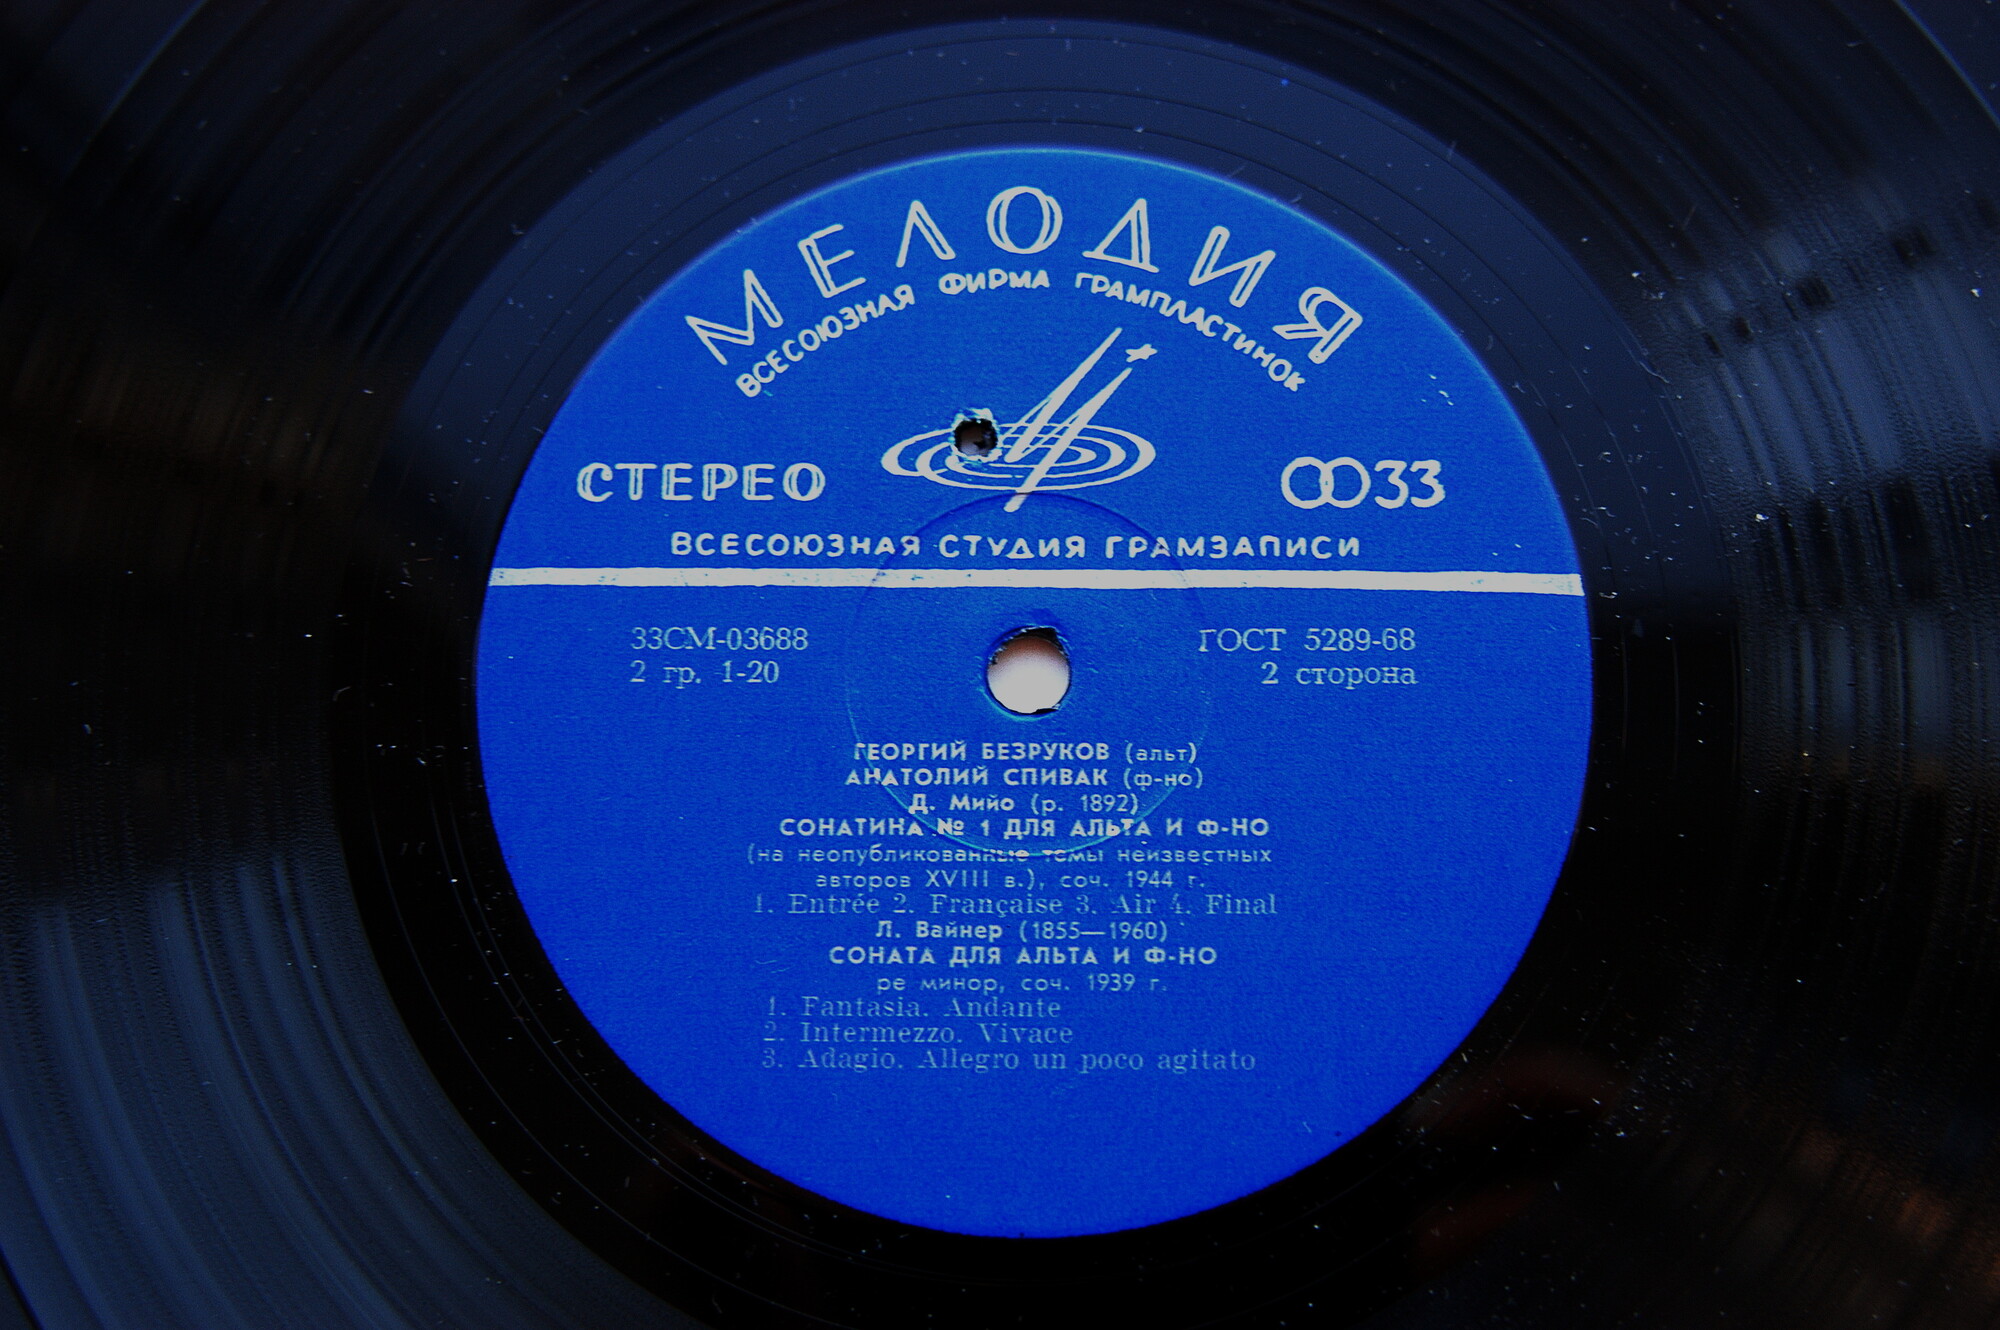 МЕЛОДИЯ
ВСЕСОЮЗНАЯ ФИРМА ГРАМПЛАСТИНОК
СТЕРЕО
33
ВСЕСОЮЗНАЯ СТУДИЯ ГРАМЗАПИСИ
33СМ-03688
ГОСТ 5289-68
2 гр. 1-20
2 сторона
ГЕОРГИЙ БЕЗРУКОВ (альт)
АНАТОЛИЙ СПИВАК (ф-но)
Д. Мийо (р. 1892)
СОНАТИНА № 1 ДЛЯ АЛЬТА И Ф-НО
(на неопубликованные темы неизвестных
авторов XVIII в.), соч. 1944 г.
1. Entrée 2. Française 3. Air 4. Final
Л. Вайнер (1855—1960)
СОНАТА ДЛЯ АЛЬТА И Ф-НО
ре минор, соч. 1939 г.
1. Fantasia. Andante
2. Intermezzo. Vivace
3. Adagio. Allegro un poco agitato